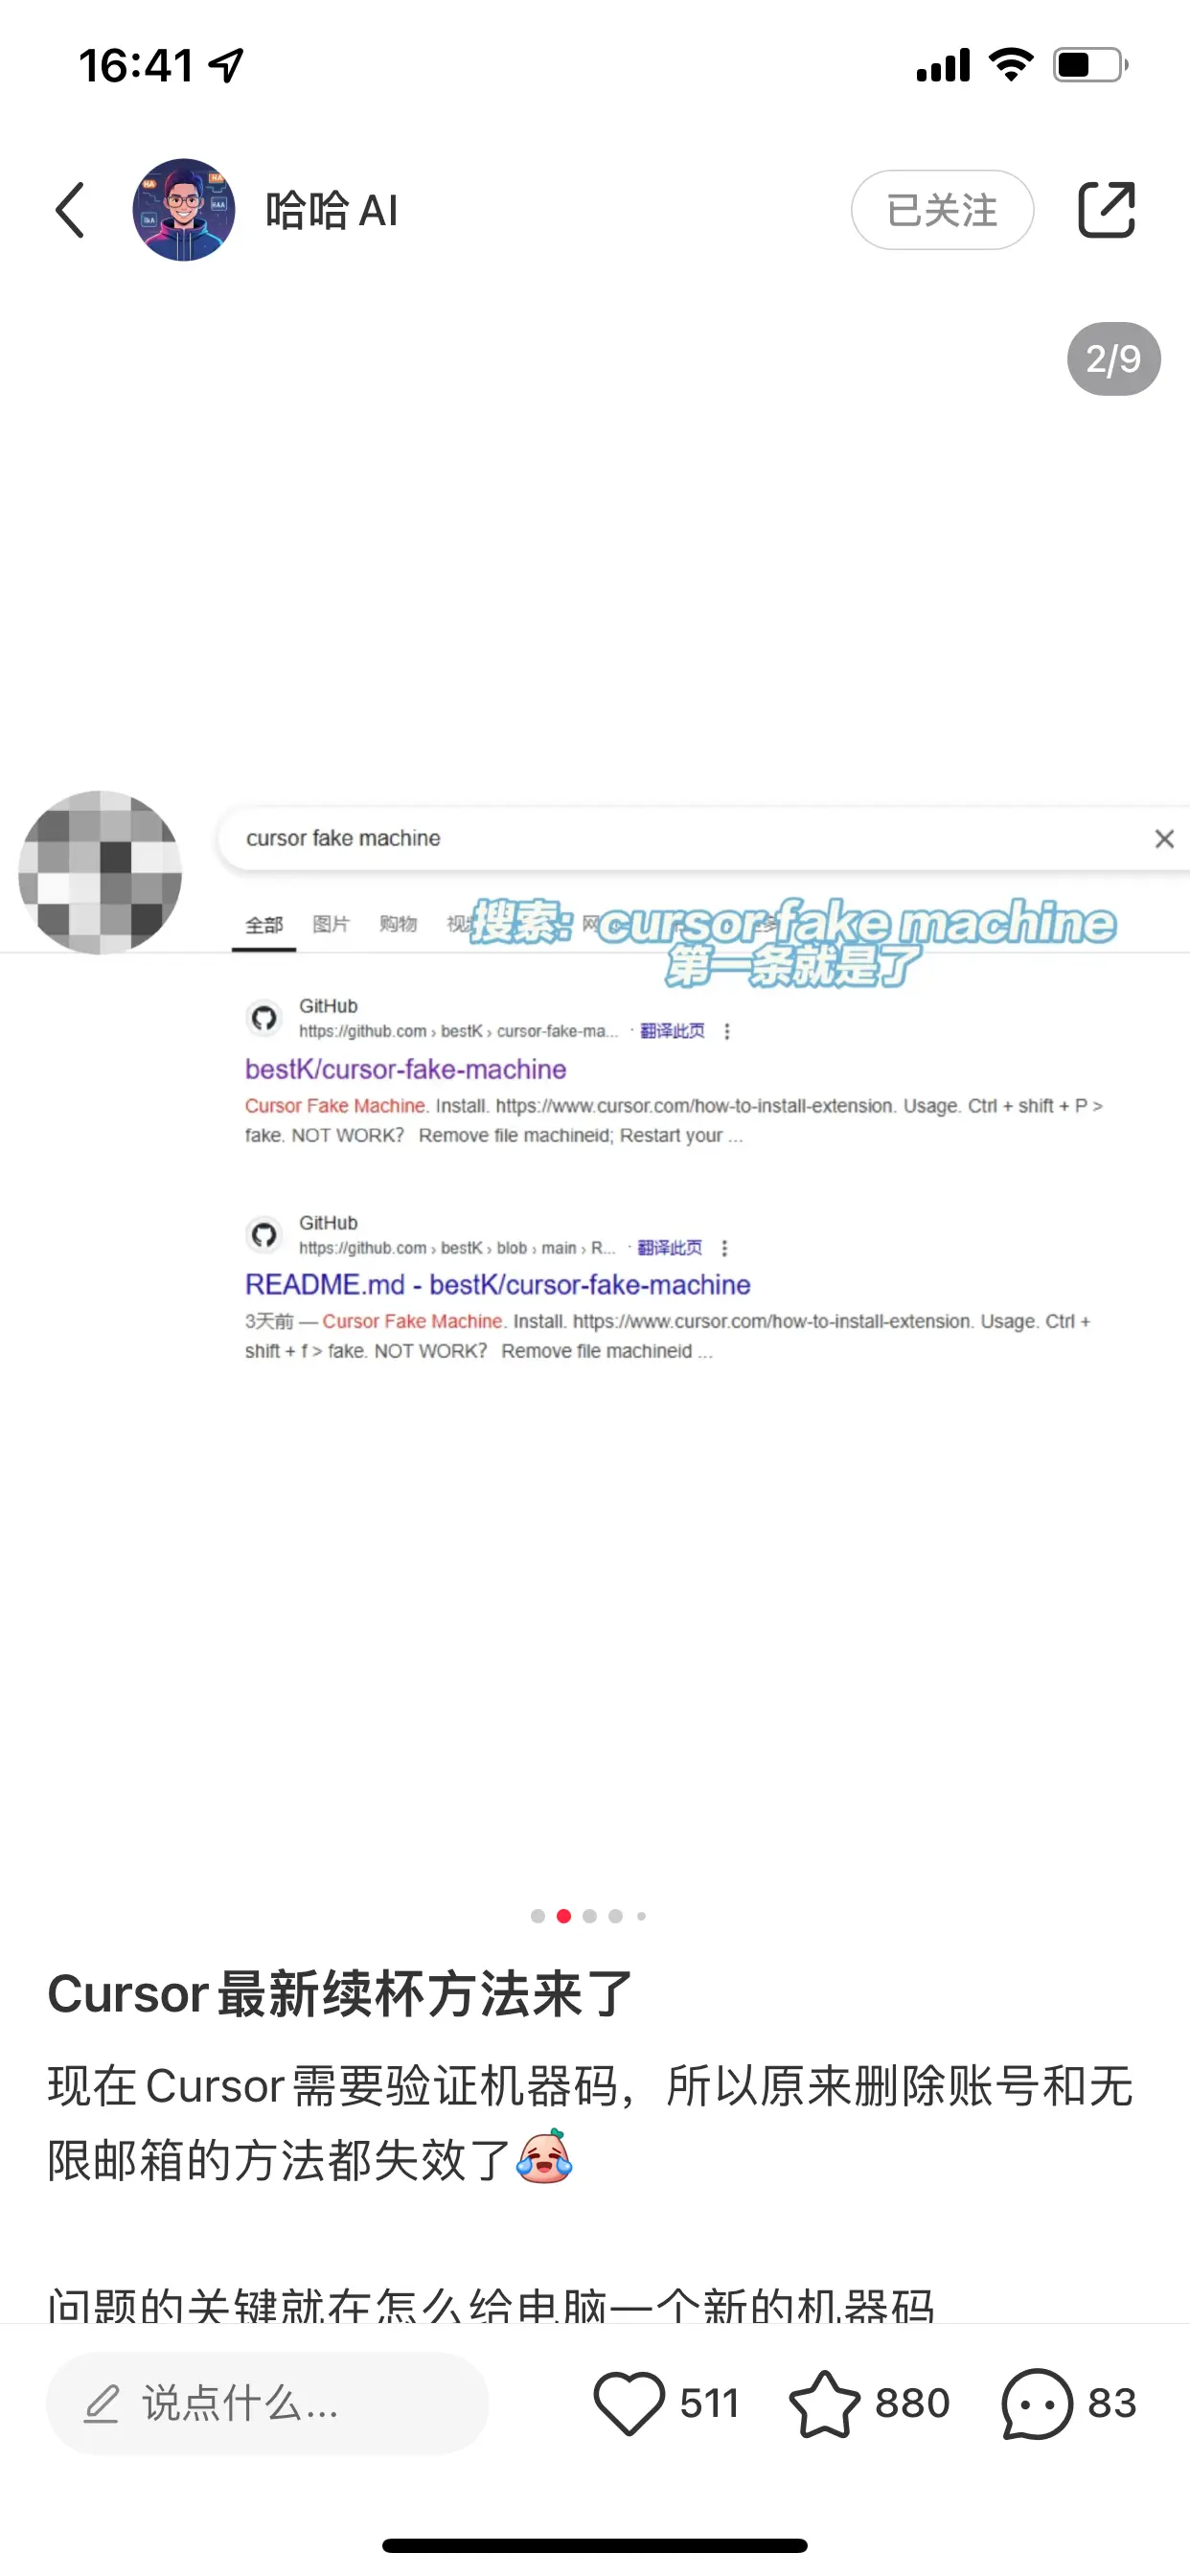 16:41
哈哈 AI
已关注
2/9
cursor fake machine
全部 图片 购物
搜索: cursor fake machine
第一条就是了
GitHub
https://github.com › bestK › cursor-fake-ma... · 翻译此页
bestK/cursor-fake-machine
Cursor Fake Machine. Install. https://www.cursor.com/how-to-install-extension. Usage. Ctrl + shift + P >
fake. NOT WORK? Remove file machineid; Restart your ...
GitHub
https://github.com › bestK › blob › main › R... · 翻译此页
README.md - bestK/cursor-fake-machine
3天前 — Cursor Fake Machine. Install. https://www.cursor.com/how-to-install-extension. Usage. Ctrl +
shift + f > fake. NOT WORK? Remove file machineid ...
Cursor最新续杯方法来了
现在Cursor需要验证机器码，所以原来删除账号和无
限邮箱的方法都失效了
问题的关键就在怎么给电脑一个新的机器码
说点什么...
511
880
83